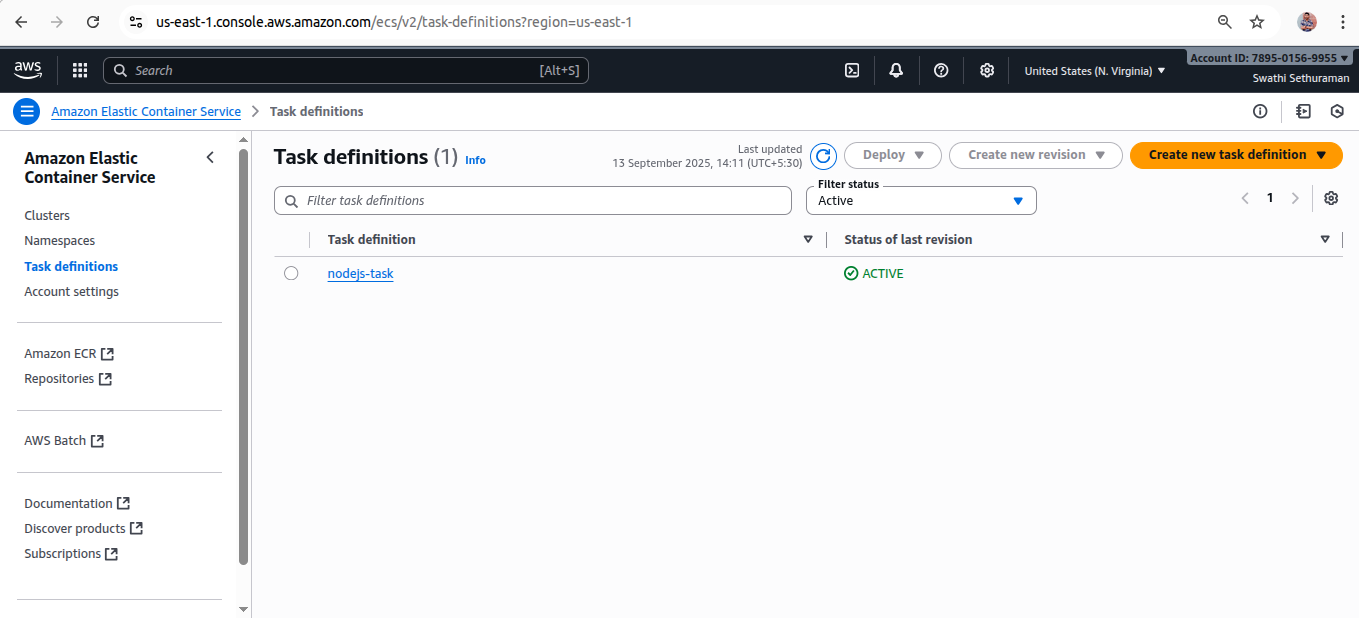 us-east-1.console.aws.amazon.com/ecs/v2/task-definitions?region=us-east-1
aws
Search
[Alt+S]
United States (N. Virginia)
Account ID: 7895-0156-9955
Swathi Sethuraman
Amazon Elastic Container Service
Task definitions
Amazon Elastic
Container Service
Clusters
Namespaces
Task definitions
Account settings
Amazon ECR
Repositories
AWS Batch
Documentation
Discover products
Subscriptions
Task definitions (1) Info
Last updated
13 September 2025, 14:11 (UTC+5:30)
Deploy
Create new revision
Create new task definition
Filter task definitions
Filter status
Active
1
Task definition
Status of last revision
nodejs-task
ACTIVE